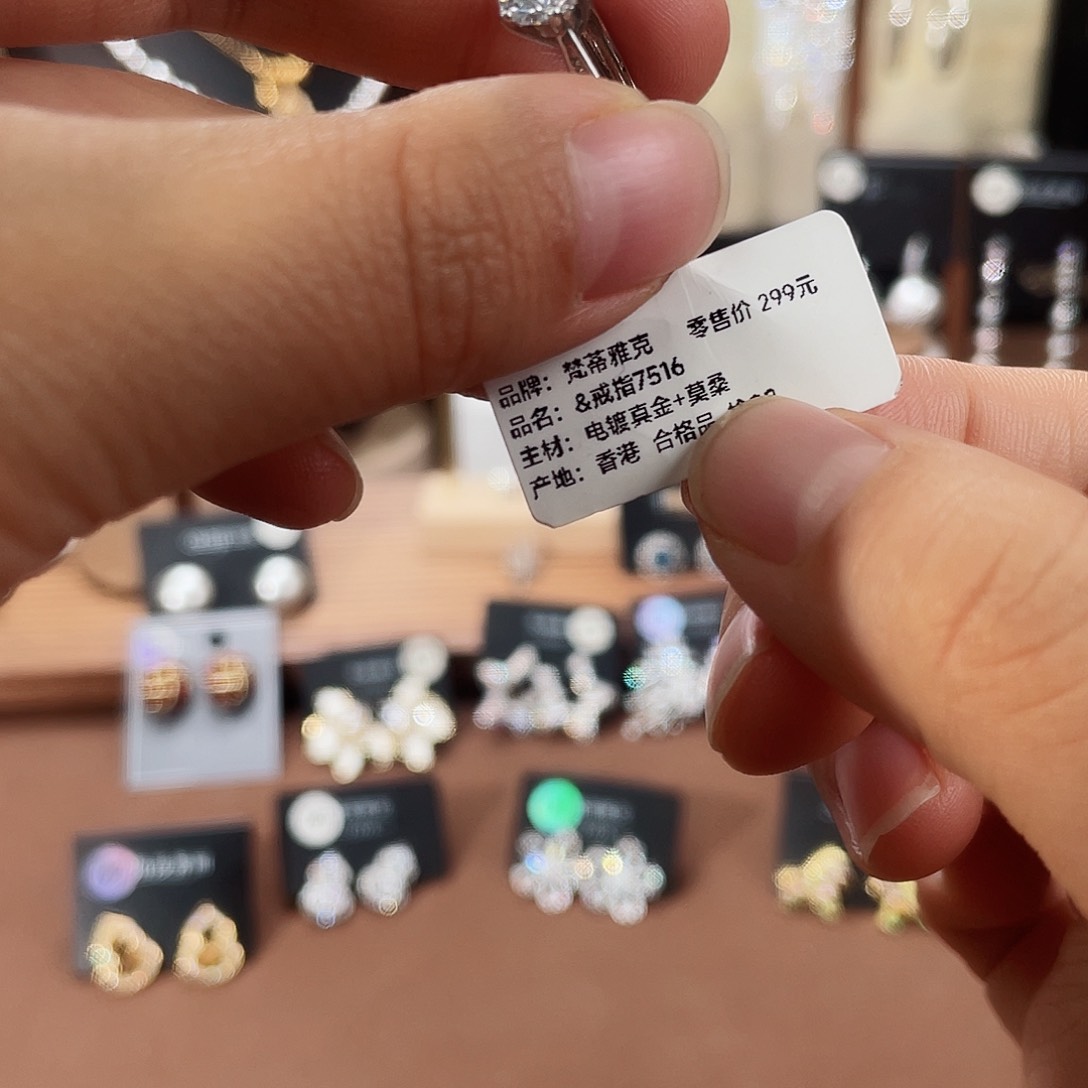 品牌：梵蒂雅克 零售价 299元
品名：&戒指7516
主材：电镀真金+莫桑
产地：香港 合格品